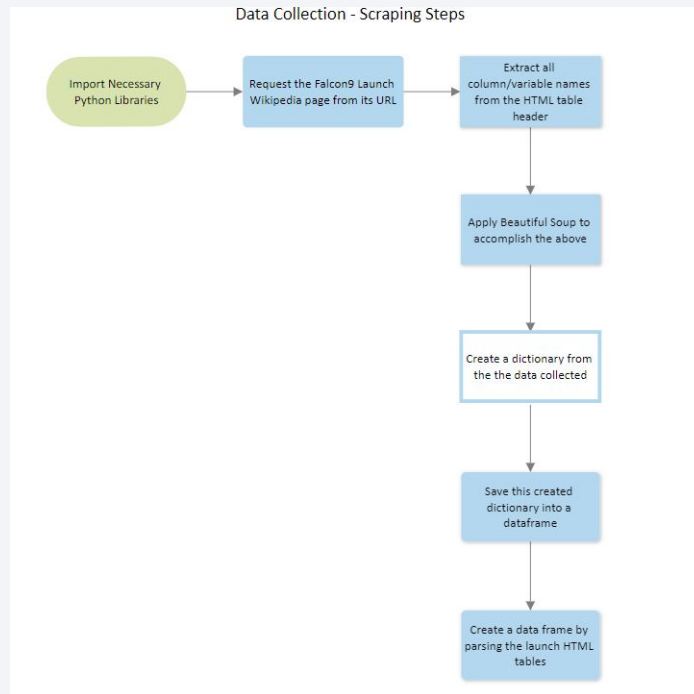 Data Collection - Scraping Steps
Import Necessary
Python Libraries
Request the Falcon9 Launch
Wikipedia page from its URL
Extract all
column/variable names
from the HTML table
header
Apply Beautiful Soup to
accomplish the above
Create a dictionary from
the the data collected
Save this created
dictionary into a
dataframe
Create a data frame by
parsing the launch HTML
tables